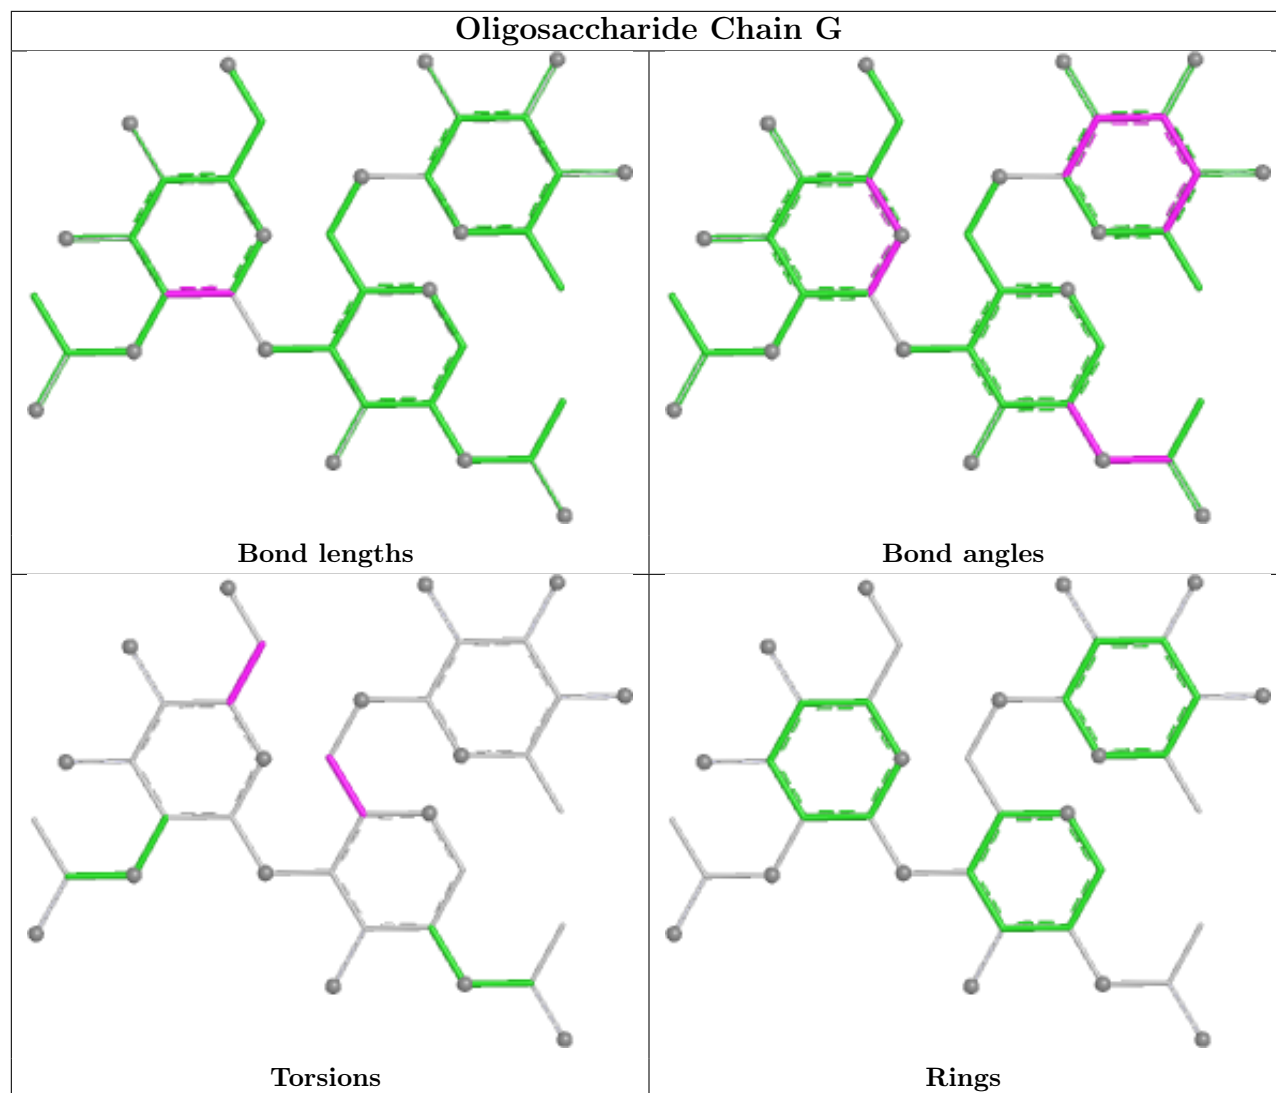 Oligosaccharide Chain G
Bond lengths
Bond angles
Torsions
Rings